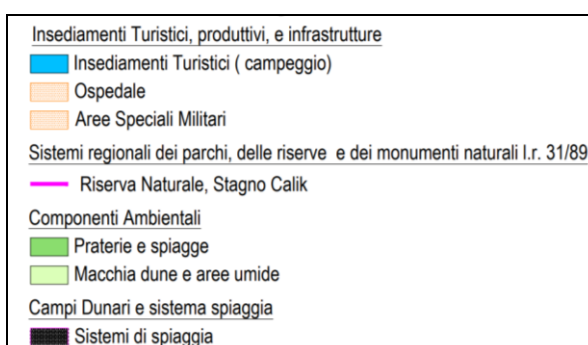 Insediamenti Turistici, produttivi, e infrastrutture
Insediamenti Turistici ( campeggio)
Ospedale
Aree Speciali Militari
Sistemi regionali dei parchi, delle riserve e dei monumenti naturali l.r. 31/89
Riserva Naturale, Stagno Calik
Componenti Ambientali
Praterie e spiagge
Macchia dune e aree umide
Campi Dunari e sistema spiaggia
Sistemi di spiaggia